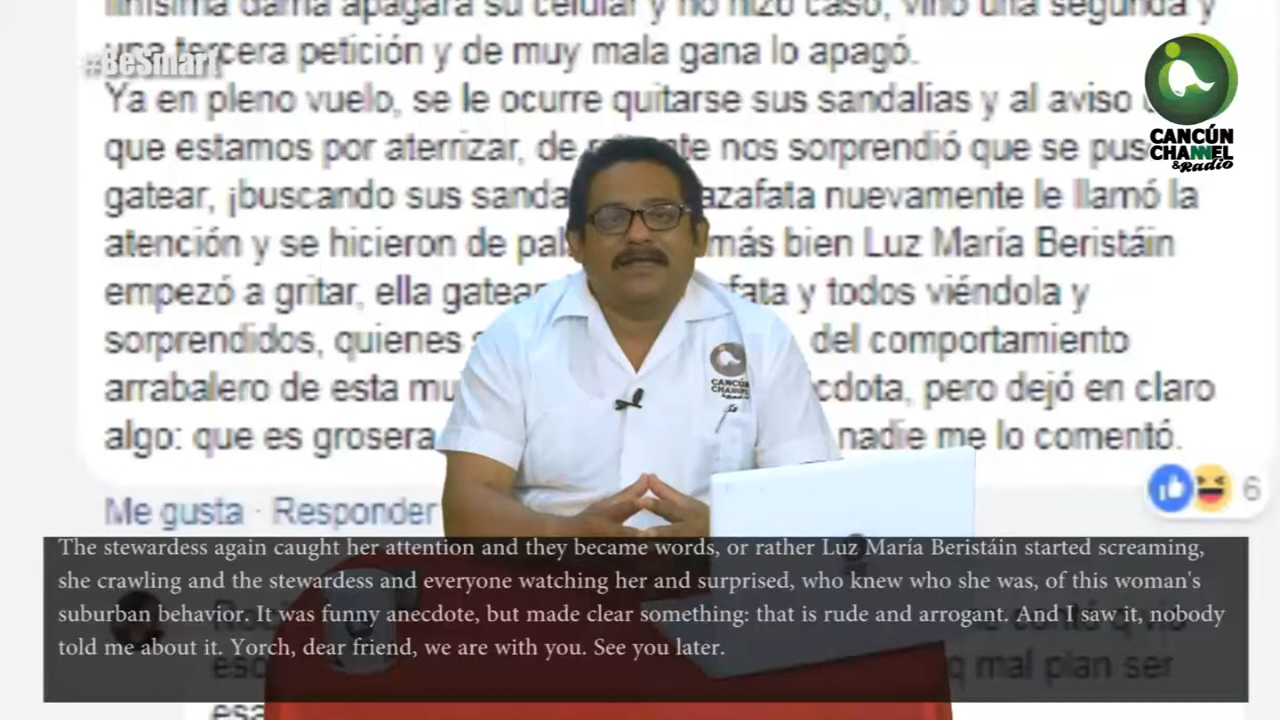 finísima dama apagara su celular y no hizo caso, vino una segunda y
una tercera petición y de muy mala gana lo apagó.
#BeSmart
Ya en pleno vuelo, se le ocurre quitarse sus sandalias y al aviso
que estamos por aterrizar, de nos sorprendió que se puso
gatear, ¡buscando sus azafata nuevamente le llamó la
atención y se hicieron de más bien Luz María Beristáin
empezó a gritar, ella y todos viéndola y
sorprendidos, quienes del comportamiento
arrabalero de esta pero dejó en claro
algo: que es grosera nadie me lo comentó.
CANCÚN
CHANNEL
&Radio
CANCÚN
CHANNEL
Me gusta · Responder
6
The stewardess again caught her attention and they became words, or rather Luz María Beristáin started screaming,
she crawling and the stewardess and everyone watching her and surprised, who knew who she was, of this woman's
suburban behavior. It was funny anecdote, but made clear something: that is rude and arrogant. And I saw it, nobody
told me about it. Yorch, dear friend, we are with you. See you later.
mal plan ser